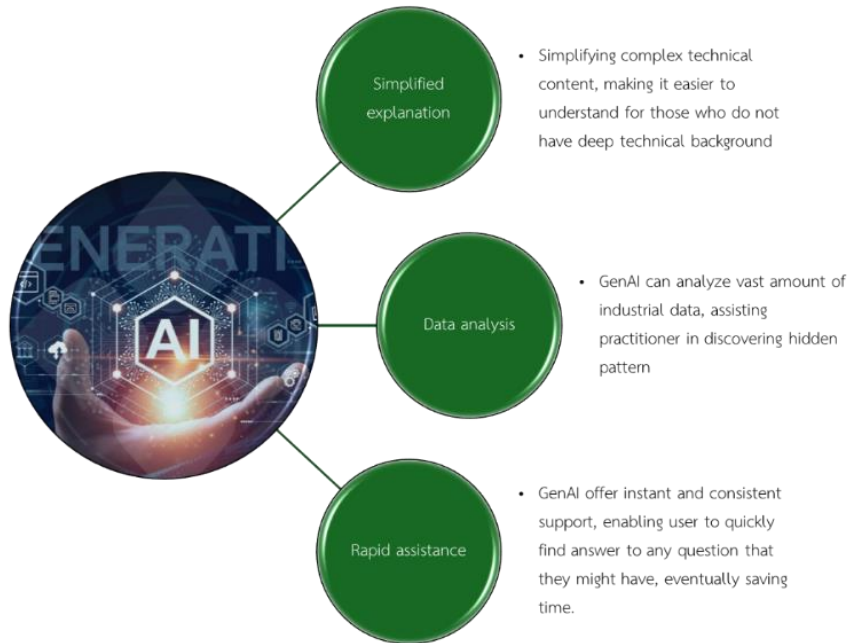 Simplified
explanation
• Simplifying complex technical
content, making it easier to
understand for those who do not
have deep technical background
ENERATI
AI
Data analysis
• GenAI can analyze vast amount of
industrial data, assisting
practitioner in discovering hidden
pattern
Rapid assistance
• GenAI offer instant and consistent
support, enabling user to quickly
find answer to any question that
they might have, eventually saving
time.